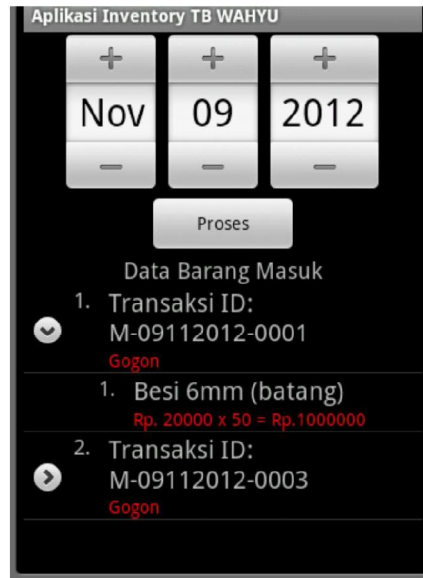 Aplikasi Inventory TB WAHYU
+ + +
Nov 09 2012
− − −
Proses
Data Barang Masuk
1. Transaksi ID:
M-09112012-0001
Gogon
1. Besi 6mm (batang)
Rp. 20000 x 50 = Rp.1000000
2. Transaksi ID:
M-09112012-0003
Gogon